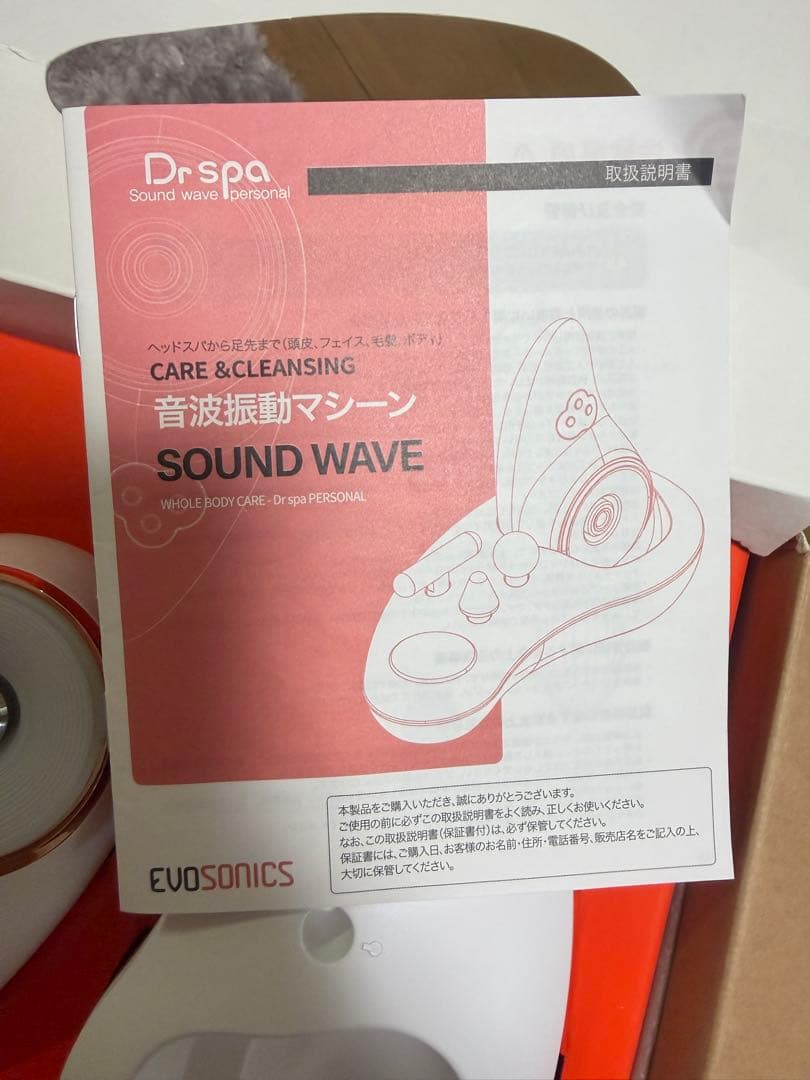 Dr spa
Sound wave personal
取扱説明書
ヘッドスパから足先まで(頭皮、フェイス、毛髪、ボディ)
CARE &CLEANSING
音波振動マシーン
SOUND WAVE
WHOLE BODY CARE - Dr spa PERSONAL
本製品をご購入いただき、誠にありがとうございます。
ご使用の前に必ずこの取扱説明書をよく読み、正しくお使いください。
なお、この取扱説明書(保証書付)は、必ず保管してください。
保証書には、ご購入日、お客様のお名前・住所・電話番号、販売店名をご記入の上、
大切に保管してください。
EVOSONICS